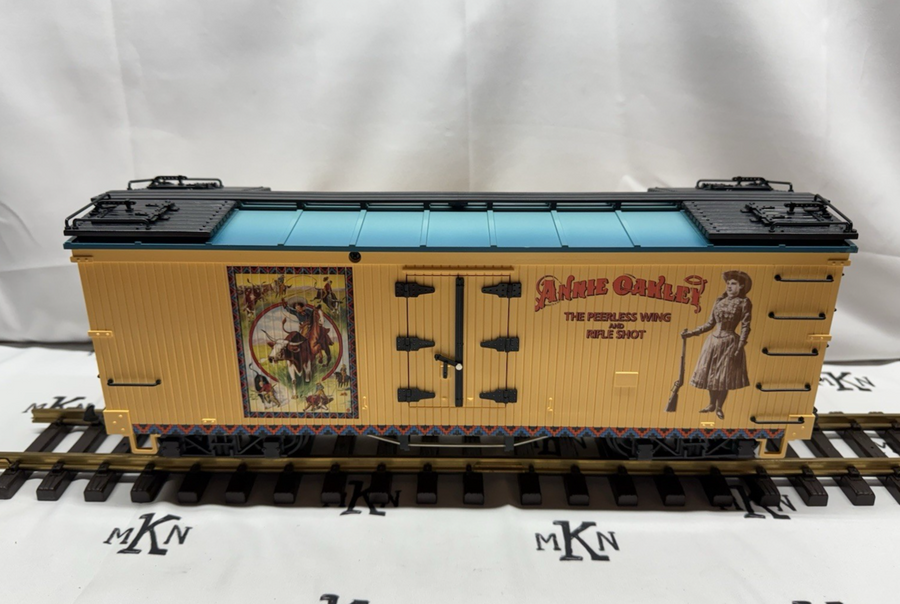 ANNIE OAKLEY
THE PEERLESS WING
AND
RIFLE SHOT
MKN
MKN
MKN
MKN
MKN